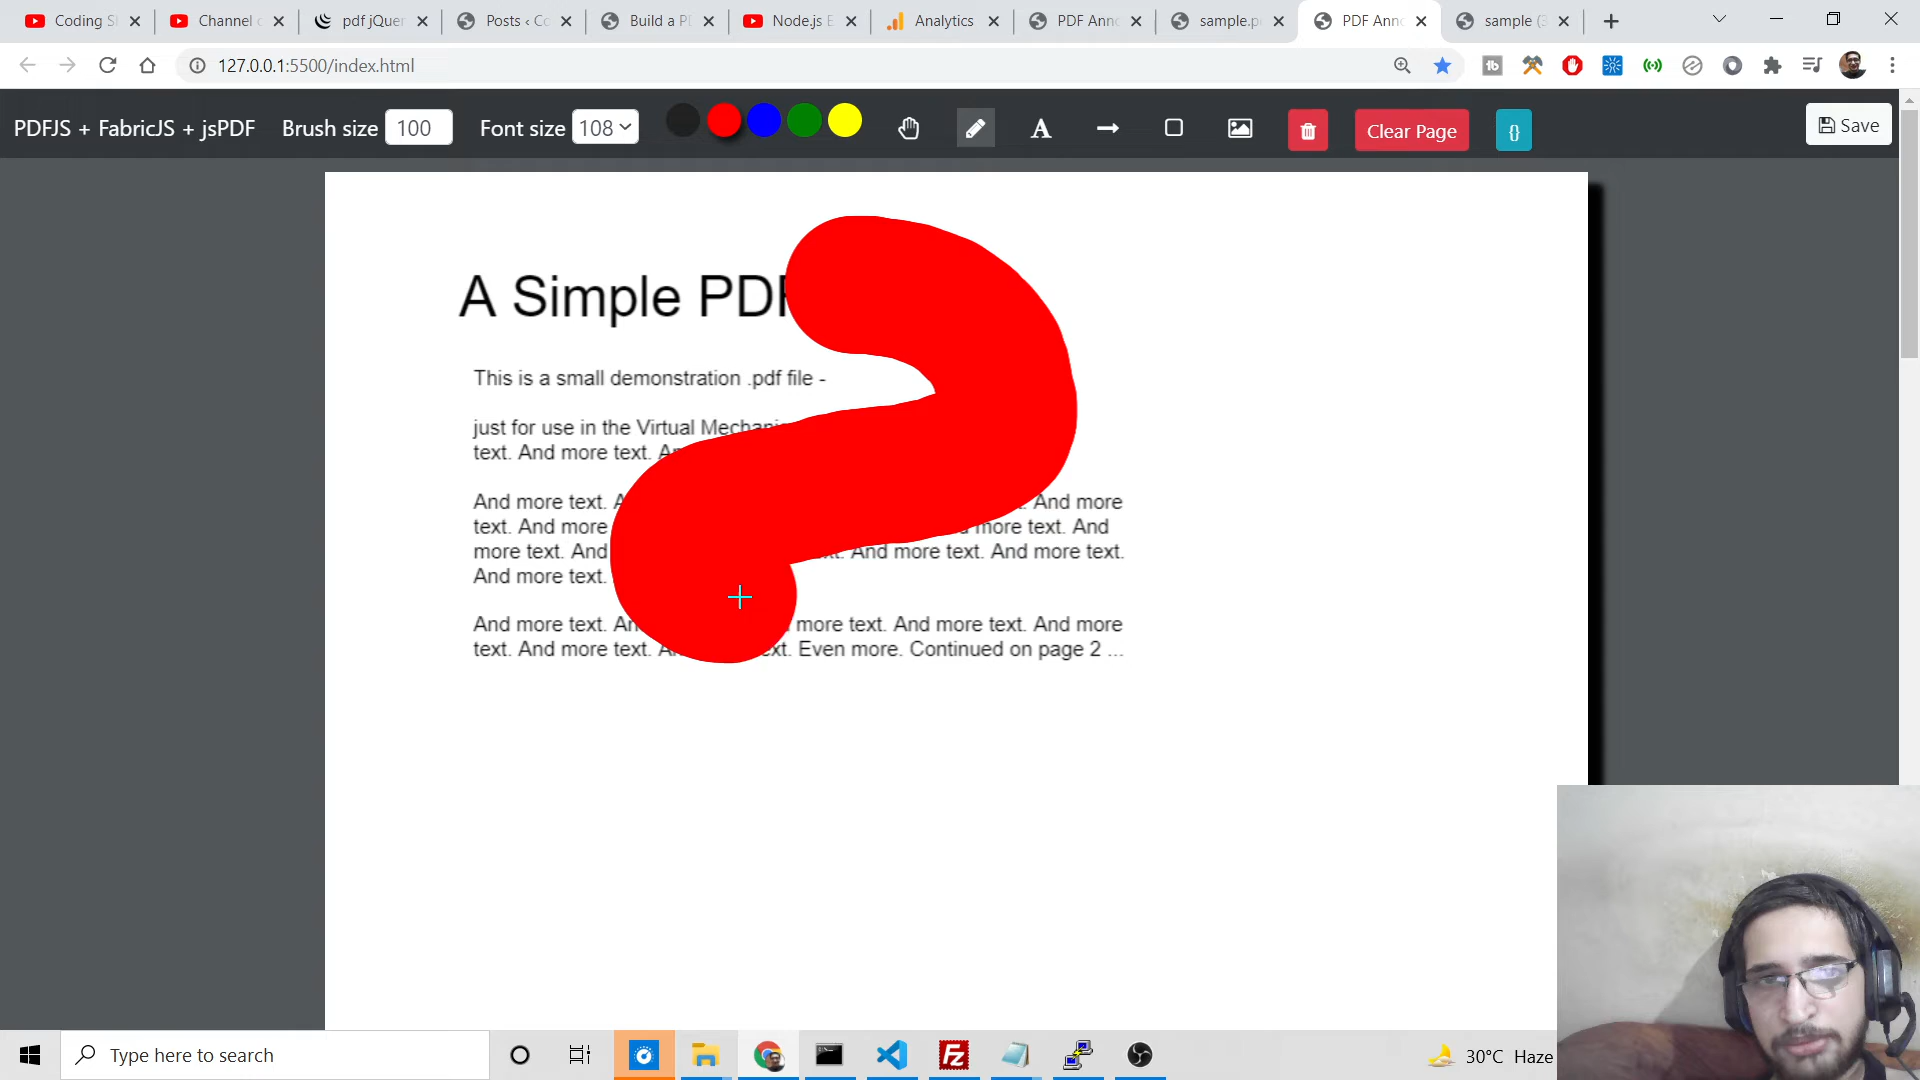 Coding S
Channel
pdf jQue
Posts ‹ Co
Build a P
Node.js E
Analytics
PDF Ann
sample.p
PDF Ann
sample (
127.0.0.1:5500/index.html
PDFJS + FabricJS + jsPDF
Brush size
100
Font size
108
A
{}
Clear Page
Save
A Simple PDF
This is a small demonstration .pdf file -
just for use in the Virtual Mechani
text. And more text.
And more text. And more
text. And more more text. And
more text. And And more text. And more text.
And more text.
And more text. An more text. And more text. And more
text. And more text. ext. Even more. Continued on page 2 ...
Type here to search
30°C Haze